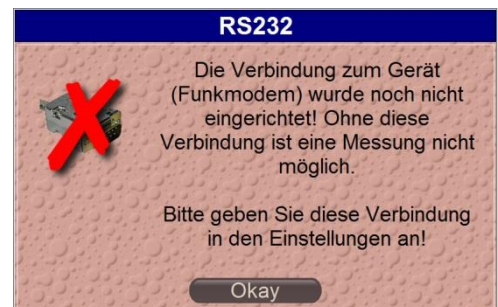 RS232
Die Verbindung zum Gerät
(Funkmodem) wurde noch nicht
eingerichtet! Ohne diese
Verbindung ist eine Messung nicht
möglich.
Bitte geben Sie diese Verbindung
in den Einstellungen an!
Okay